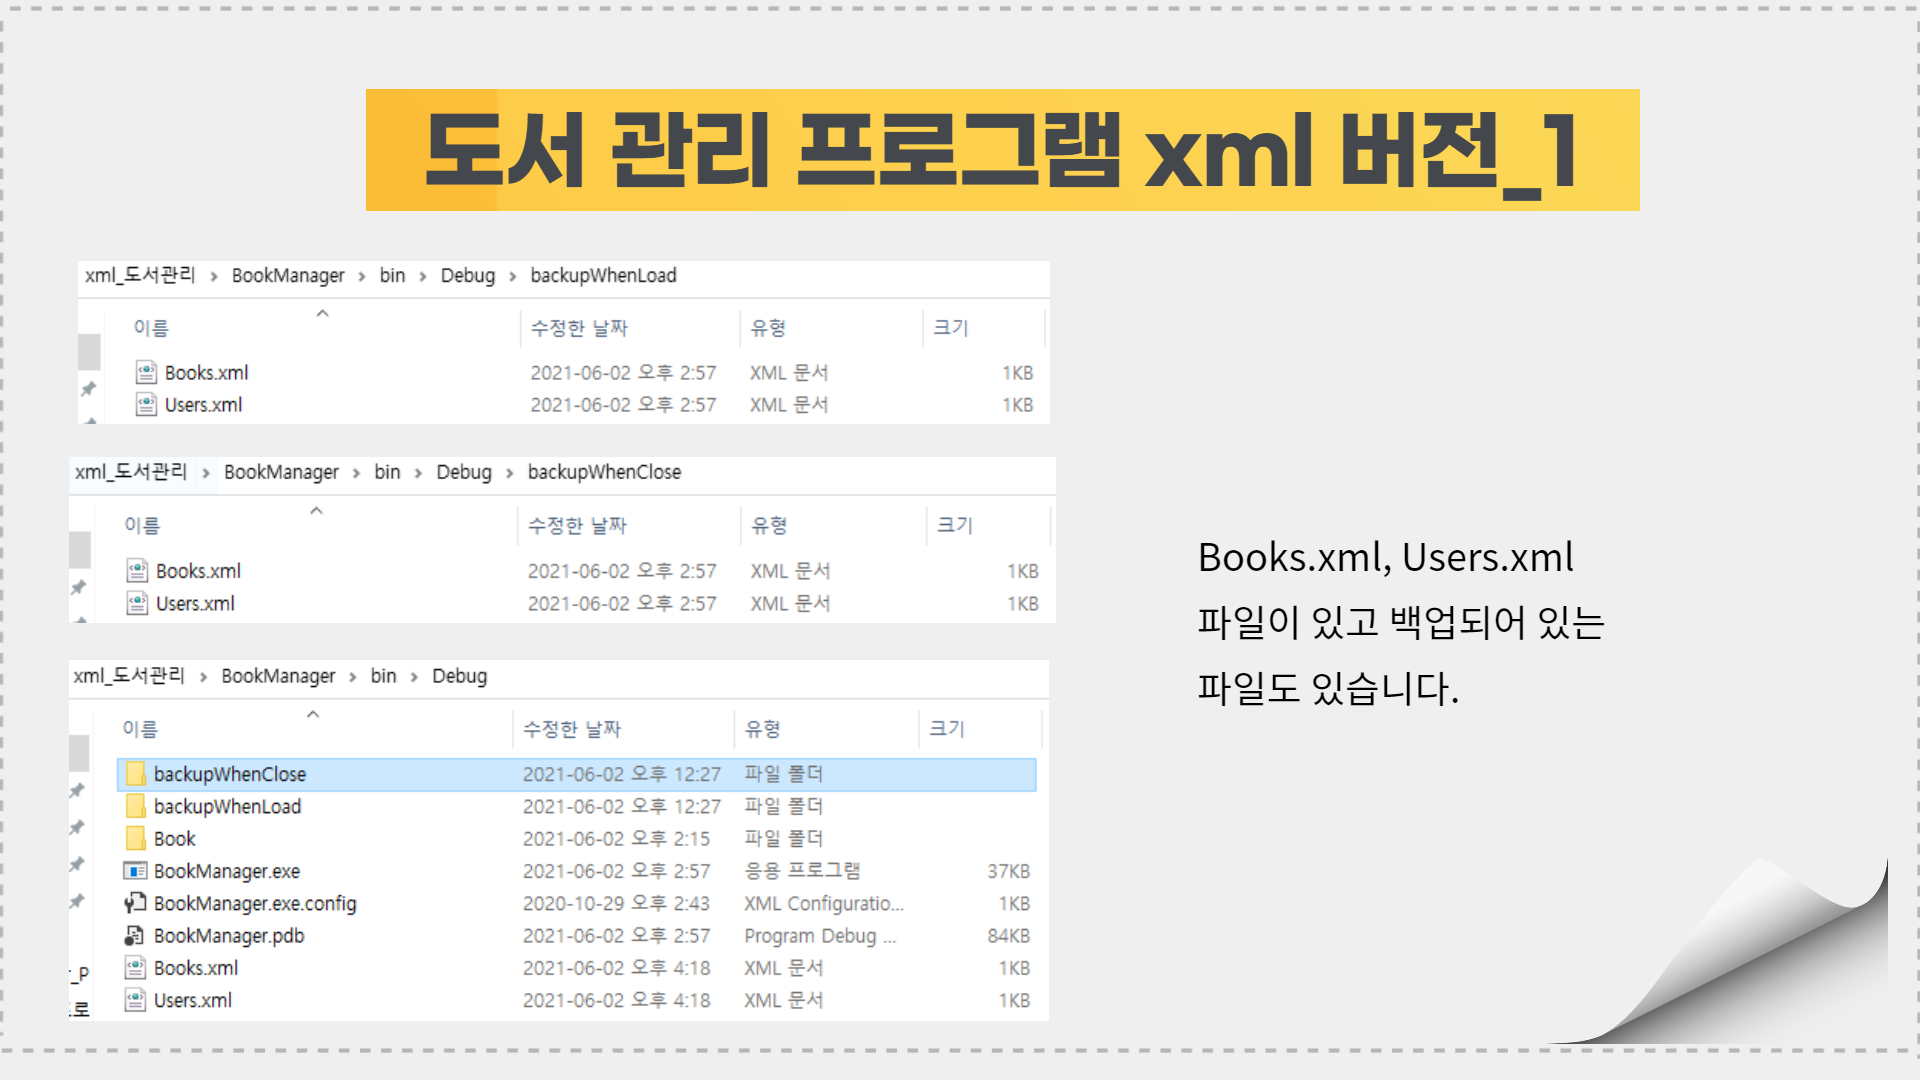 도서 관리 프로그램 xml 버전_1
xml_도서관리 > BookManager > bin > Debug > backupWhenLoad
이름 수정한 날짜 유형 크기
Books.xml 2021-06-02 오후 2:57 XML 문서 1KB
Users.xml 2021-06-02 오후 2:57 XML 문서 1KB
xml_도서관리 > BookManager > bin > Debug > backupWhenClose
이름 수정한 날짜 유형 크기
Books.xml 2021-06-02 오후 2:57 XML 문서 1KB
Users.xml 2021-06-02 오후 2:57 XML 문서 1KB
xml_도서관리 > BookManager > bin > Debug
이름 수정한 날짜 유형 크기
backupWhenClose 2021-06-02 오후 12:27 파일 폴더
backupWhenLoad 2021-06-02 오후 12:27 파일 폴더
Book 2021-06-02 오후 2:15 파일 폴더
BookManager.exe 2021-06-02 오후 2:57 응용 프로그램 37KB
BookManager.exe.config 2020-10-29 오후 2:43 XML Configuratio... 1KB
BookManager.pdb 2021-06-02 오후 2:57 Program Debug ... 84KB
Books.xml 2021-06-02 오후 4:18 XML 문서 1KB
Users.xml 2021-06-02 오후 4:18 XML 문서 1KB
Books.xml, Users.xml
파일이 있고 백업되어 있는
파일도 있습니다.